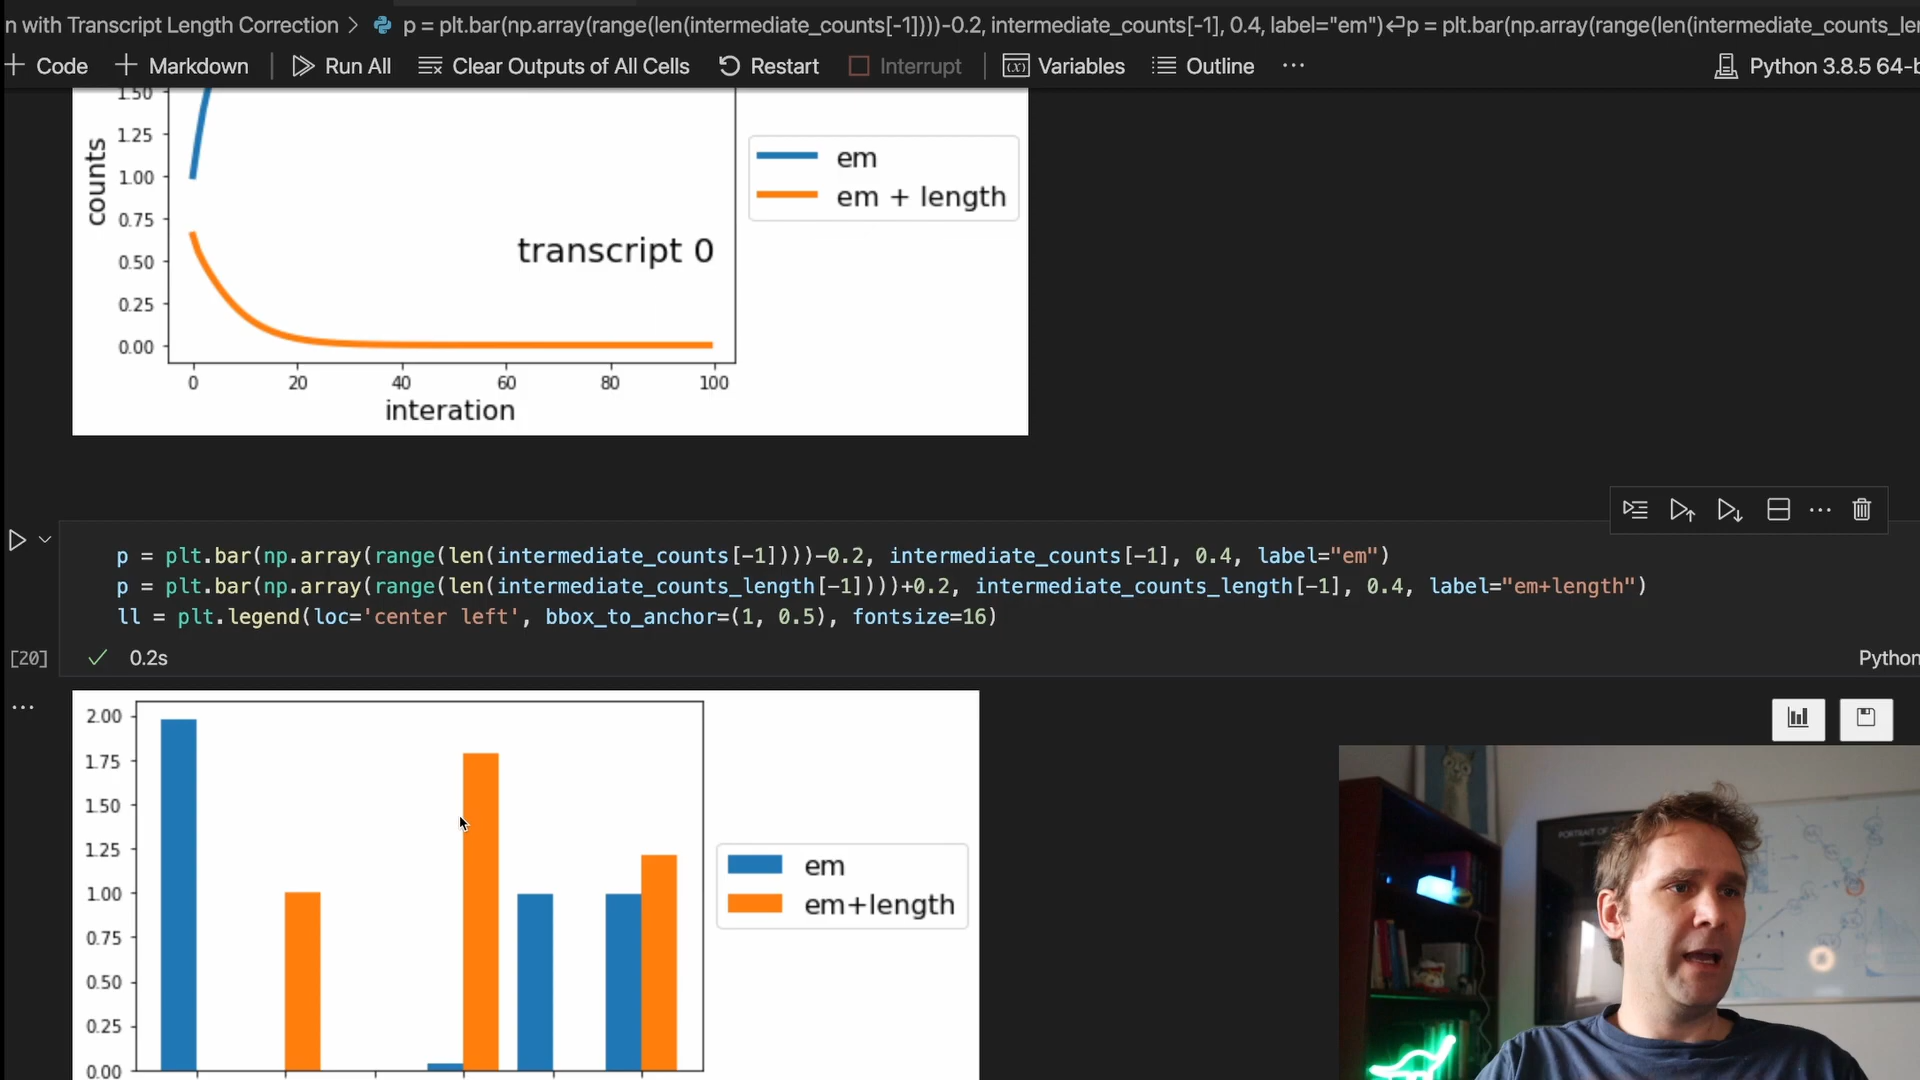 n with Transcript Length Correction > p = plt.bar(np.array(range(len(intermediate_counts[-1])))-0.2, intermediate_counts[-1], 0.4, label="em")↵p = plt.bar(np.array(range(len(intermediate_counts_le
+ Code + Markdown Run All Clear Outputs of All Cells Restart Interrupt Variables Outline ··· Python 3.8.5 64-b
1.50
1.25
1.00
0.75
0.50
0.25
0.00
counts
em
em + length
transcript 0
0 20 40 60 80 100
interation
p = plt.bar(np.array(range(len(intermediate_counts[-1])))-0.2, intermediate_counts[-1], 0.4, label="em")
p = plt.bar(np.array(range(len(intermediate_counts_length[-1])))+0.2, intermediate_counts_length[-1], 0.4, label="em+length")
ll = plt.legend(loc='center left', bbox_to_anchor=(1, 0.5), fontsize=16)
[20] ✓ 0.2s Python
2.00
1.75
1.50
1.25
1.00
0.75
0.50
0.25
0.00
em
em+length
PORTRAIT OF